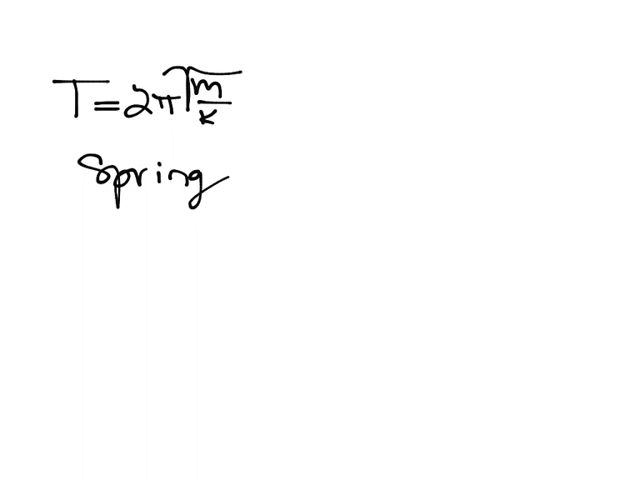 T = 2π√(m/K)
Spring